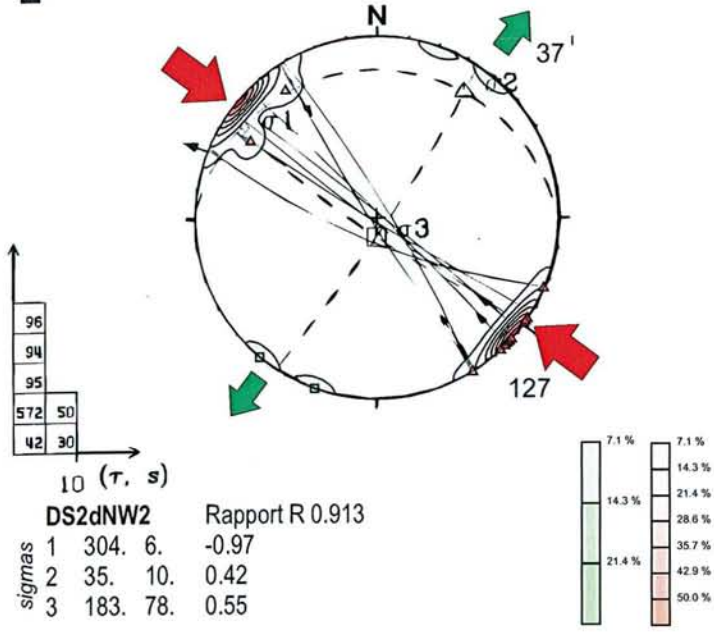 N
37'
σ2
σ1
σ3
127
96
94
95
572 50
42 30
10 (τ, s)
DS2dNW2 Rapport R 0.913
sigmas
1 304. 6. -0.97
2 35. 10. 0.42
3 183. 78. 0.55
7.1 %
14.3 %
21.4 %
7.1 %
14.3 %
21.4 %
28.6 %
35.7 %
42.9 %
50.0 %